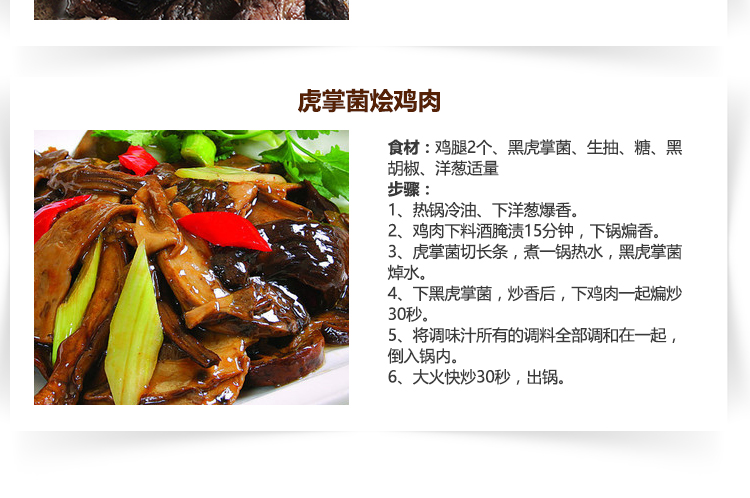 虎掌菌烩鸡肉
食材：鸡腿2个、黑虎掌菌、生抽、糖、黑
胡椒、洋葱适量
步骤：
1、热锅冷油、下洋葱爆香。
2、鸡肉下料酒腌渍15分钟，下锅煸香。
3、虎掌菌切长条，煮一锅热水，黑虎掌菌
焯水。
4、下黑虎掌菌，炒香后，下鸡肉一起煸炒
30秒。
5、将调味汁所有的调料全部调和在一起，
倒入锅内。
6、大火快炒30秒，出锅。